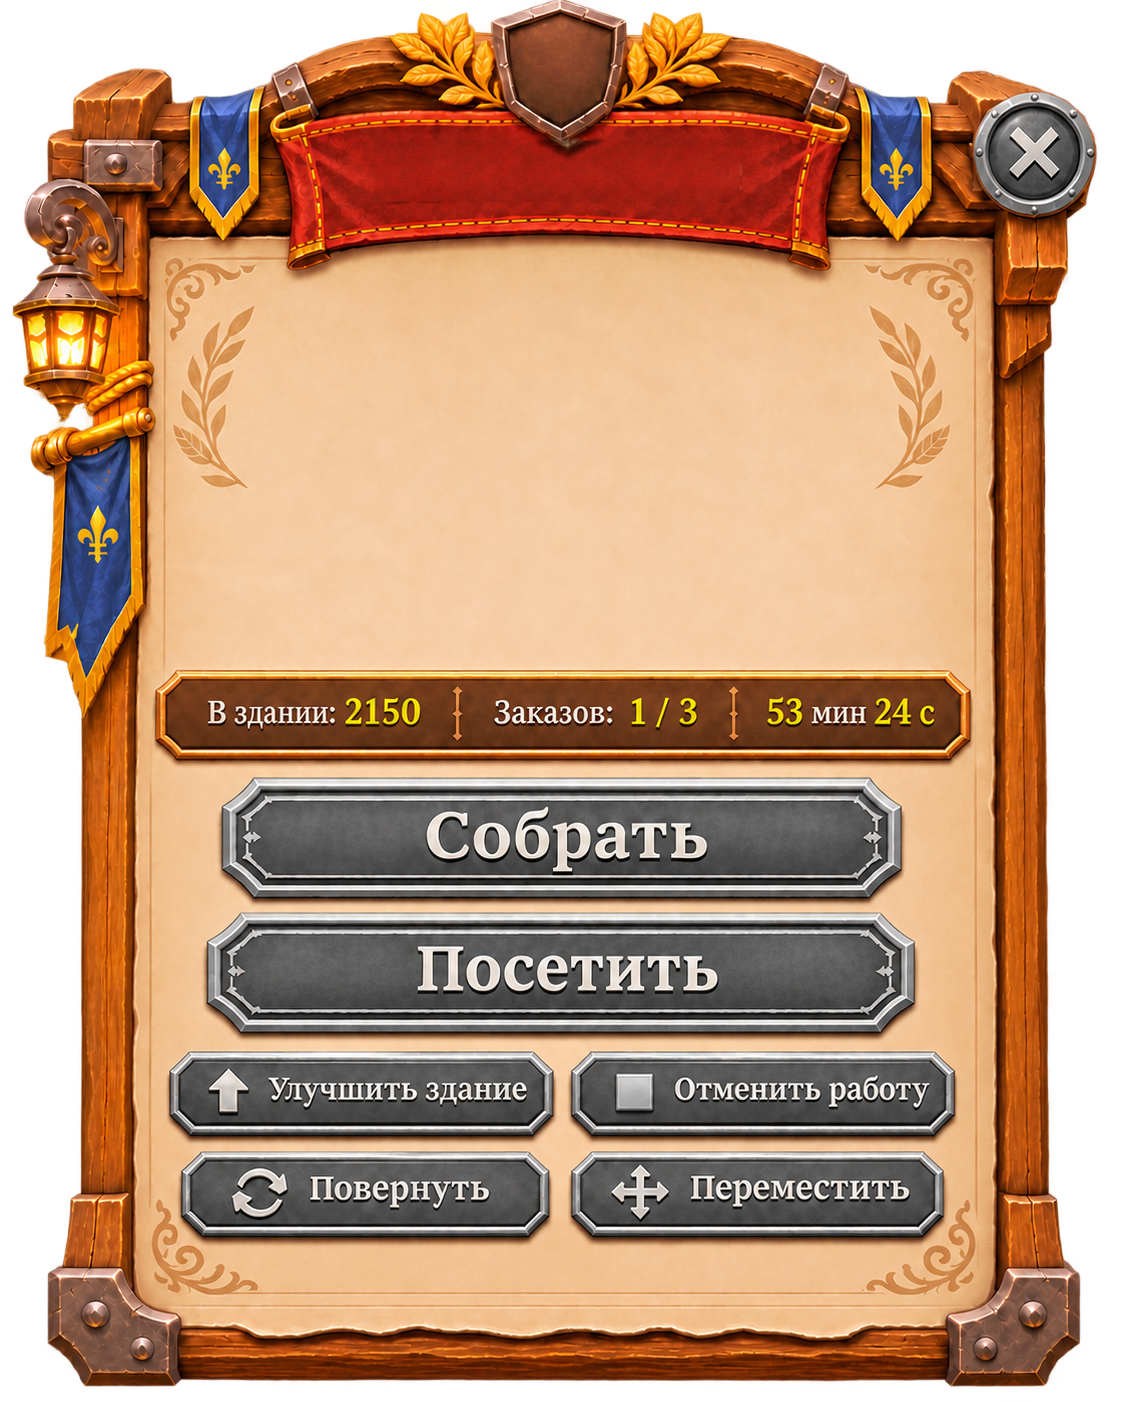 В здании: 2150 Заказов: 1 / 3 53 мин 24 с
Собрать
Посетить
Улучшить здание Отменить работу
Повернуть Переместить